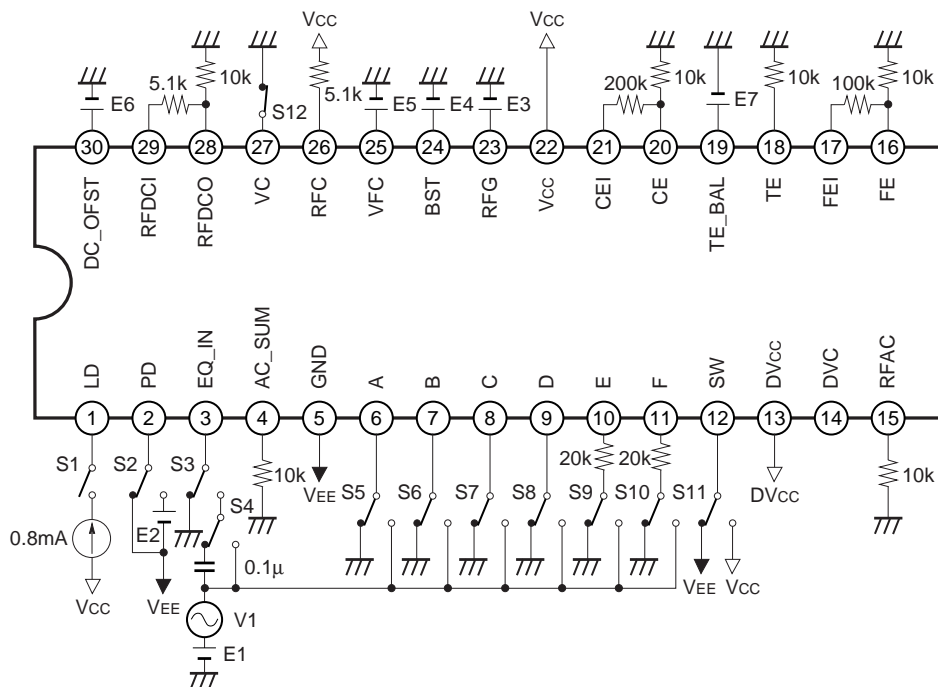 VCC VCC
10k 10k 10k 10k
5.1k 5.1k 200k 100k
E6 S12 E5 E4 E3 E7
30 29 28 27 26 25 24 23 22 21 20 19 18 17 16
DC_OFST RFDCI RFDCO VC RFC VFC BST RFG VCC CEI CE TE_BAL TE FEI FE
LD PD EQ_IN AC_SUM GND A B C D E F SW DVCC DVC RFAC
1 2 3 4 5 6 7 8 9 10 11 12 13 14 15
S1 S2 S3 10k 20k 20k 10k
VEE S5 S6 S7 S8 S9 S10 S11 DVCC
S4
0.8mA E2
0.1μ
VCC VEE VEE VCC
V1
E1